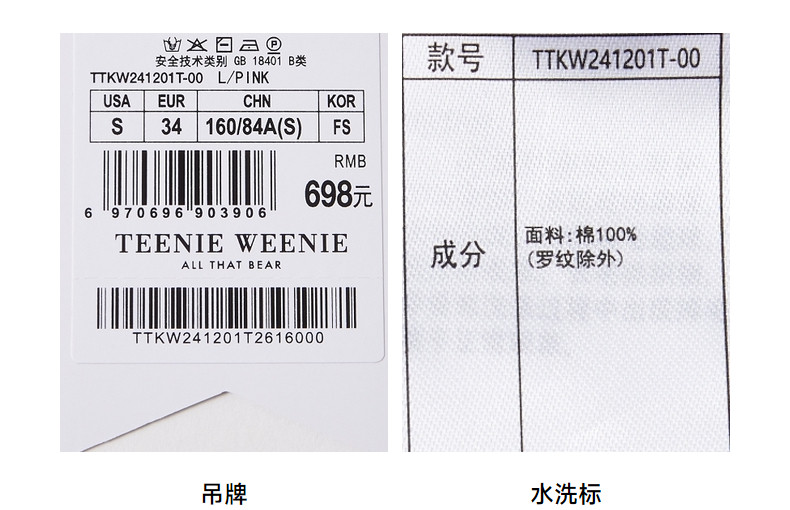 安全技术类别 GB 18401 B类
TTKW241201T-00 L/PINK
USA EUR CHN KOR
S 34 160/84A(S) FS
RMB
698元
6 970696 903906
TEENIE WEENIE
ALL THAT BEAR
TTKW241201T2616000
吊牌
款号 TTKW241201T-00
成分 面料:棉100%
(罗纹除外)
水洗标